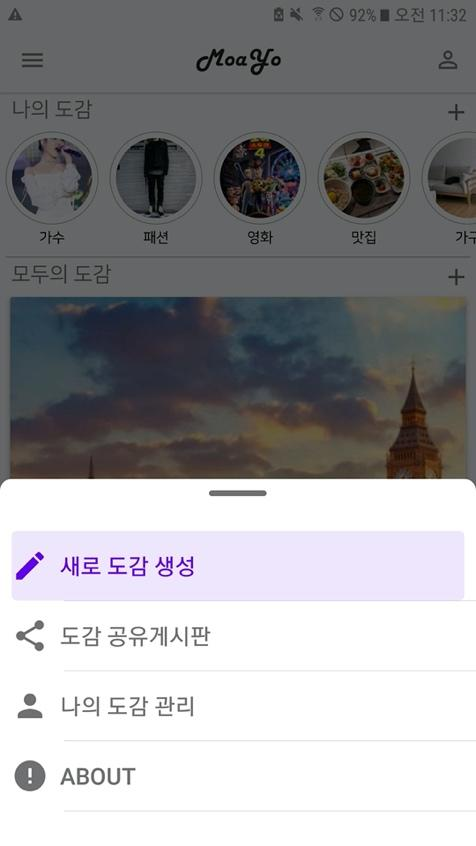 92% 오전 11:32
MoaYo
나의 도감
가수
패션
영화
맛집
모두의 도감
새로 도감 생성
도감 공유게시판
나의 도감 관리
ABOUT